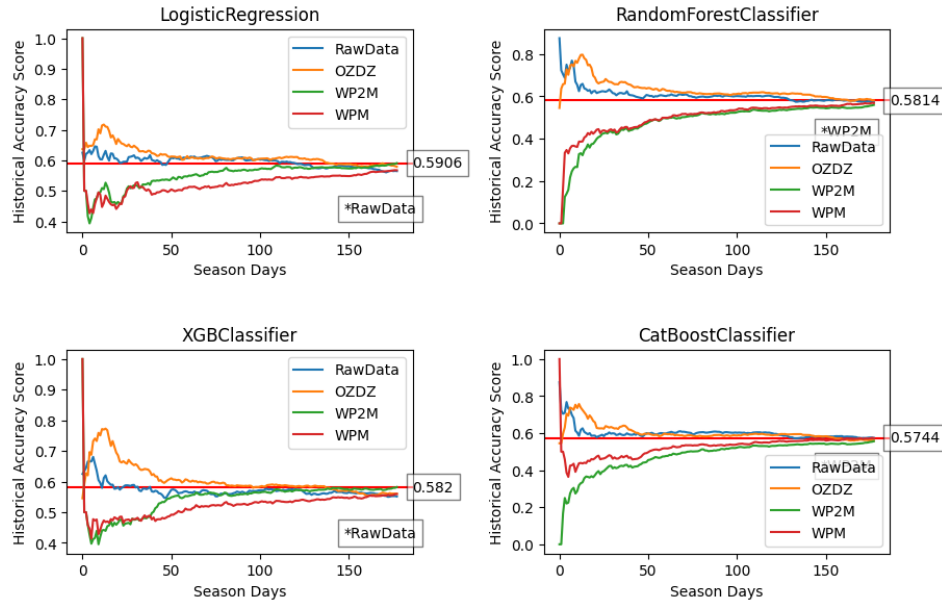 LogisticRegression
Historical Accuracy Score
1.0
0.9
0.8
0.7
0.6
0.5
0.4
RawData
OZDZ
WP2M
WPM
0.5906
*RawData
0
50
100
150
Season Days
RandomForestClassifier
Historical Accuracy Score
0.8
0.6
0.4
0.2
0.0
0.5814
*WP2M
RawData
OZDZ
WP2M
WPM
0
50
100
150
Season Days
XGBClassifier
Historical Accuracy Score
1.0
0.9
0.8
0.7
0.6
0.5
0.4
RawData
OZDZ
WP2M
WPM
0.582
*RawData
0
50
100
150
Season Days
CatBoostClassifier
Historical Accuracy Score
1.0
0.8
0.6
0.4
0.2
0.0
0.5744
RawData
OZDZ
WP2M
WPM
0
50
100
150
Season Days